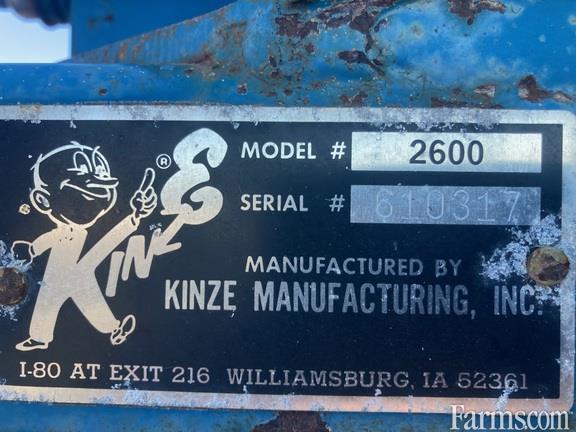 KINZE ®
MODEL # 2600
SERIAL # 610317
MANUFACTURED BY
KINZE MANUFACTURING, INC.
I-80 AT EXIT 216 WILLIAMSBURG, IA 52361
Farms.com